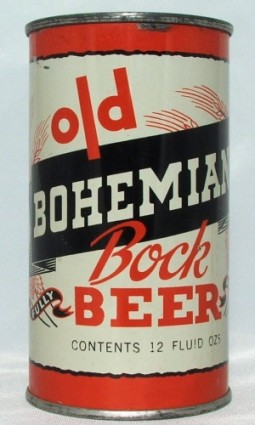 old
BOHEMIAN
Bock
BEER
FULLY
CONTENTS 12 FLUID OZS